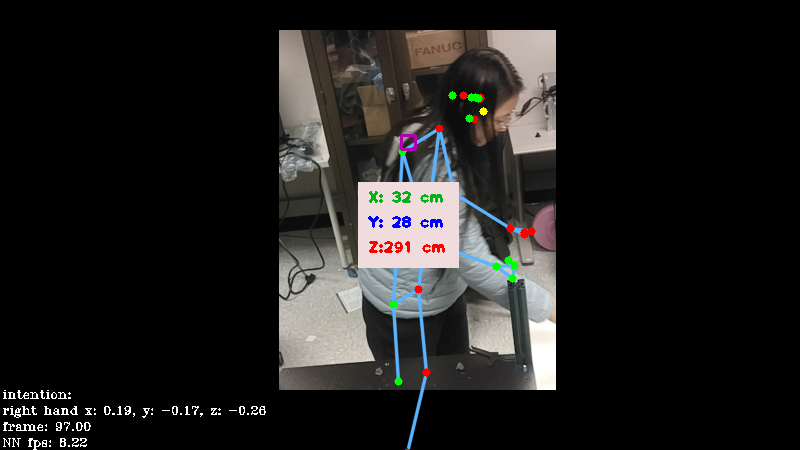 FANUC
X: 32 cm
Y: 28 cm
Z:291 cm
intention:
right hand x: 0.19, y: -0.17, z: -0.26
frame: 97.00
NN fps: 8.22